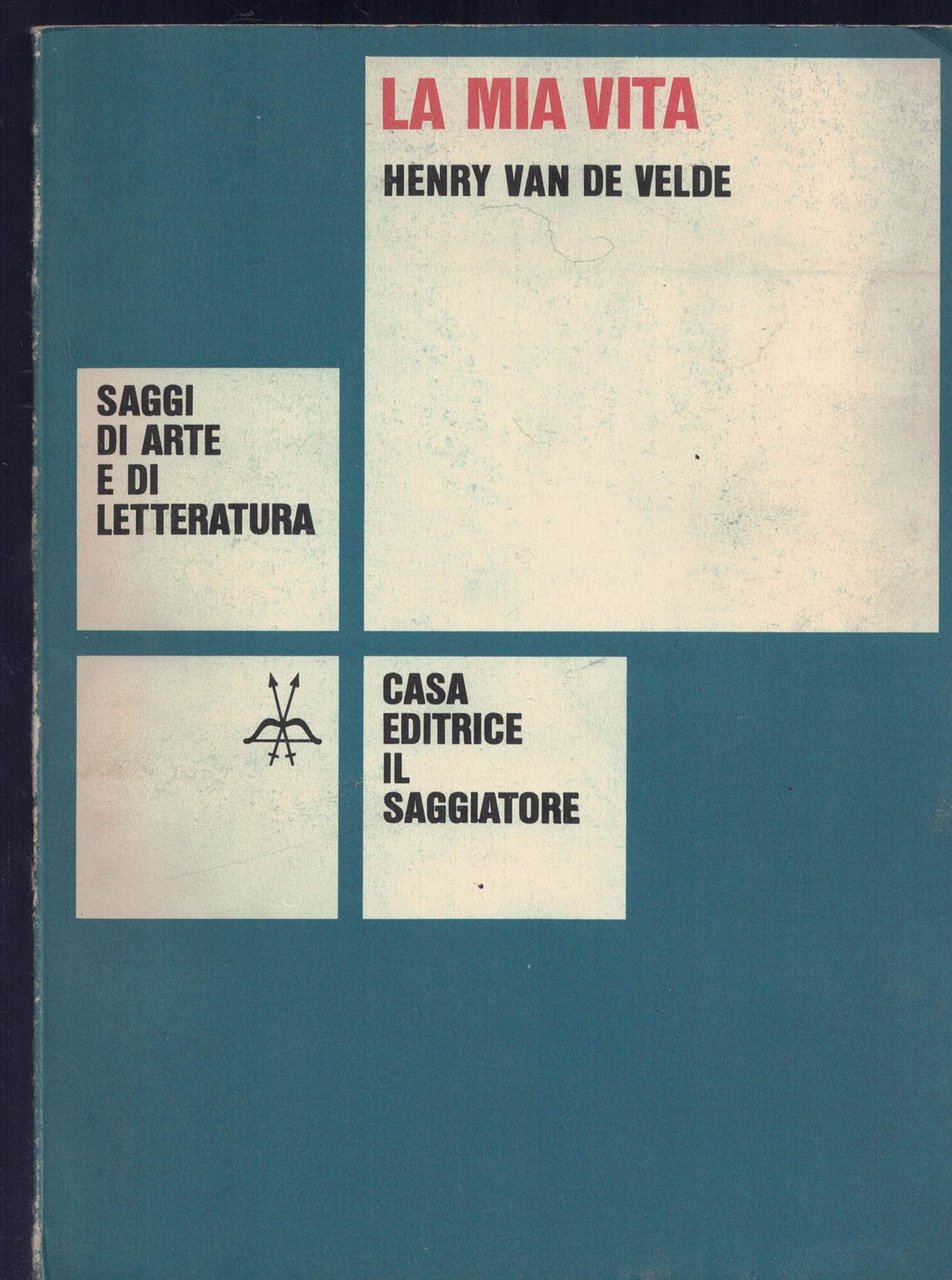 LA MIA VITA
HENRY VAN DE VELDE
SAGGI
DI ARTE
E DI
LETTERATURA
CASA
EDITRICE
IL
SAGGIATORE